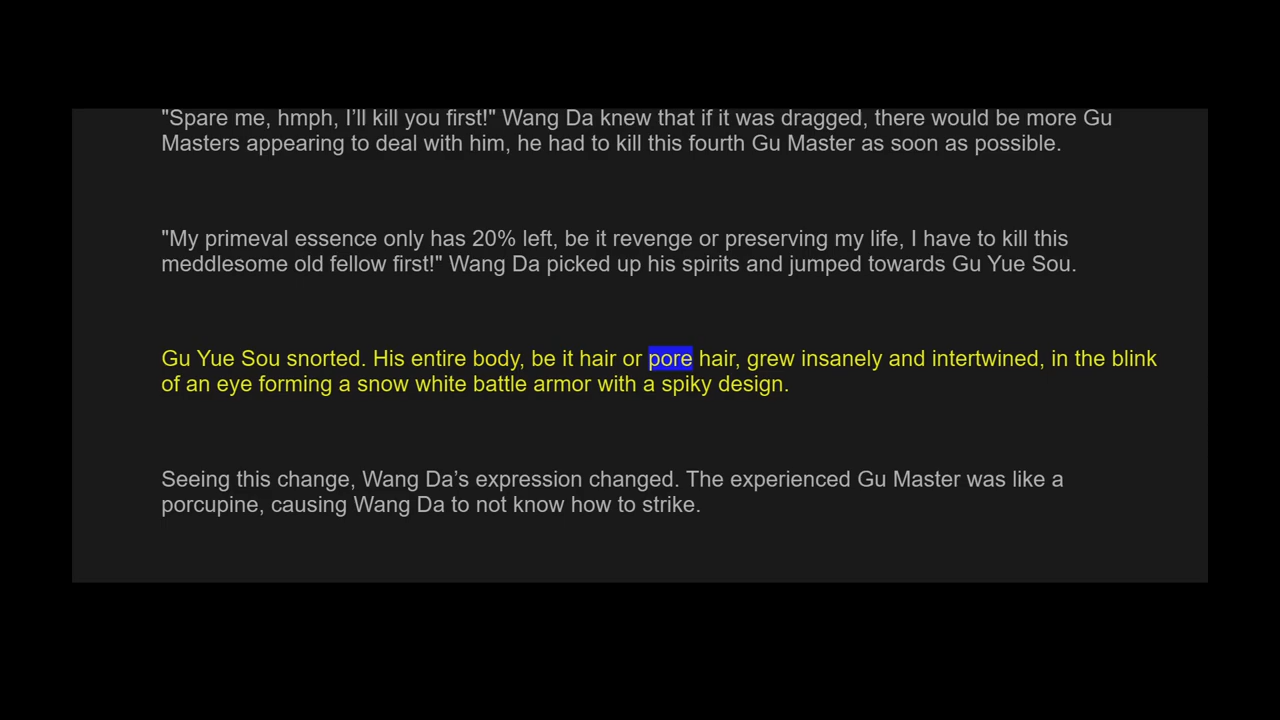 "Spare me, hmph, I’ll kill you first!" Wang Da knew that if it was dragged, there would be more Gu
Masters appearing to deal with him, he had to kill this fourth Gu Master as soon as possible.
"My primeval essence only has 20% left, be it revenge or preserving my life, I have to kill this
meddlesome old fellow first!" Wang Da picked up his spirits and jumped towards Gu Yue Sou.
Gu Yue Sou snorted. His entire body, be it hair or pore hair, grew insanely and intertwined, in the blink
of an eye forming a snow white battle armor with a spiky design.
Seeing this change, Wang Da’s expression changed. The experienced Gu Master was like a
porcupine, causing Wang Da to not know how to strike.